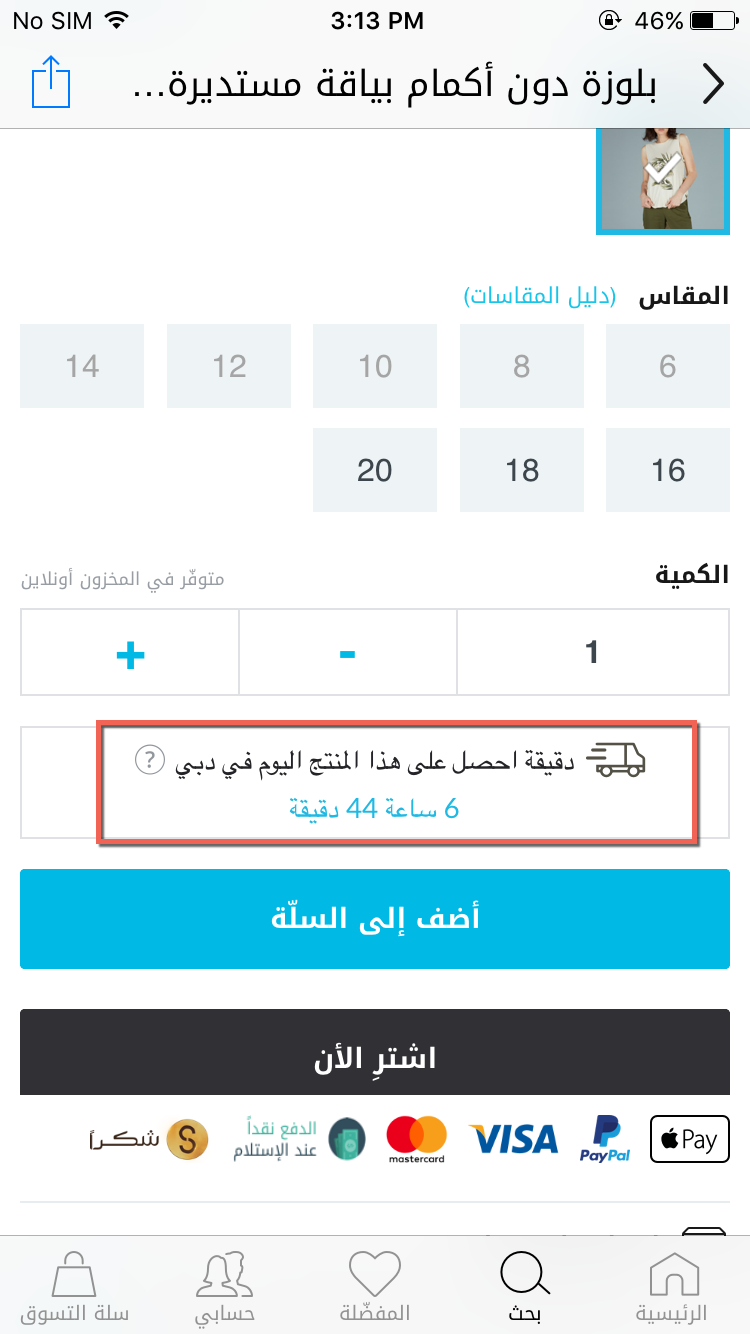 No SIM 3:13 PM 46%
بلوزة دون أكمام بياقة مستديرة...
المقاس (دليل المقاسات)
6 8 10 12 14
16 18 20
الكمية متوفّر في المخزون أونلاين
1 - +
دقيقة احصل على هذا المنتج اليوم في دبي ?
6 ساعة 44 دقيقة
أضف إلى السلّة
اشترِ الأن
Pay PayPal VISA mastercard الدفع نقداً عند الإستلام S شكراً
الرئيسية بحث المفضّلة حسابي سلة التسوق